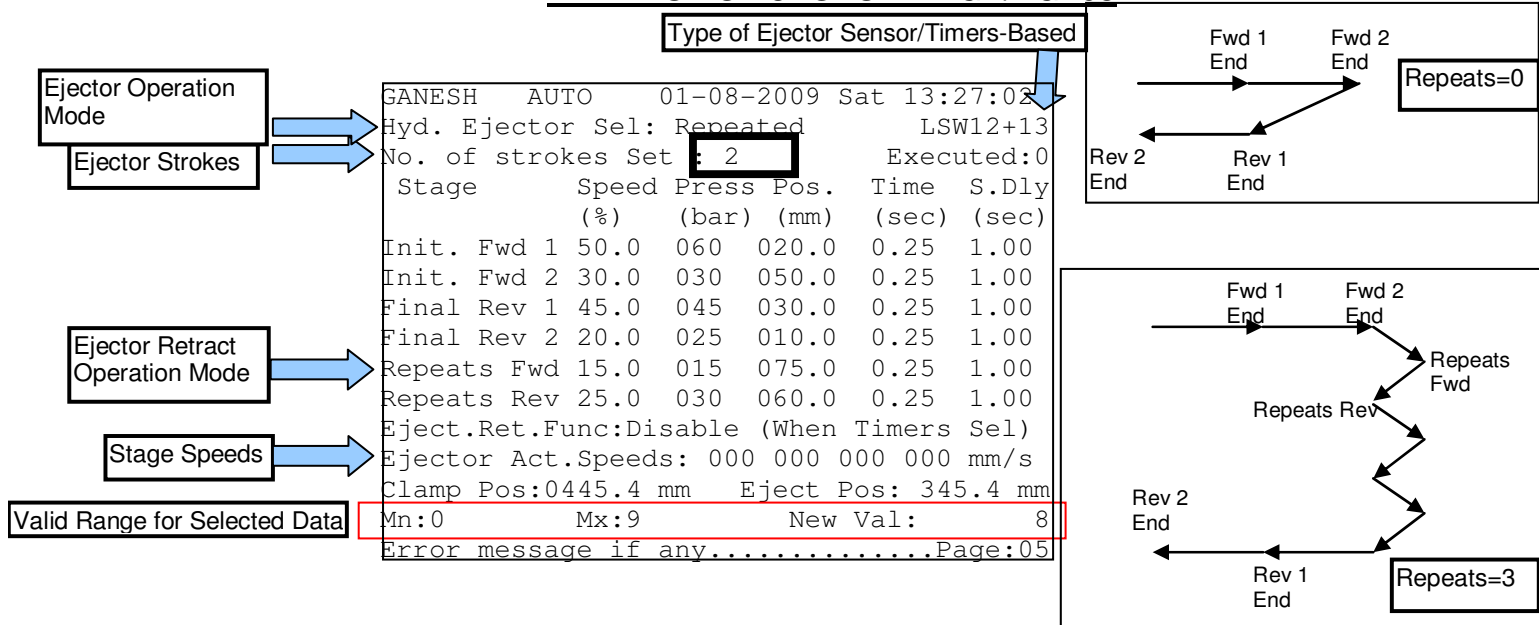 Type of Ejector Sensor/Timers-Based
Ejector Operation
Mode
Ejector Strokes
Ejector Retract
Operation Mode
Stage Speeds
Valid Range for Selected Data
GANESH AUTO 01-08-2009 Sat 13:27:02
Hyd. Ejector Sel: Repeated LSW12+13
No. of strokes Set : 2 Executed:0
Stage Speed Press Pos. Time S.Dly
(%) (bar) (mm) (sec) (sec)
Init. Fwd 1 50.0 060 020.0 0.25 1.00
Init. Fwd 2 30.0 030 050.0 0.25 1.00
Final Rev 1 45.0 045 030.0 0.25 1.00
Final Rev 2 20.0 025 010.0 0.25 1.00
Repeats Fwd 15.0 015 075.0 0.25 1.00
Repeats Rev 25.0 030 060.0 0.25 1.00
Eject.Ret.Func:Disable (When Timers Sel)
Ejector Act.Speeds: 000 000 000 000 mm/s
Clamp Pos:0445.4 mm Eject Pos: 345.4 mm
Mn:0 Mx:9 New Val: 8
Error message if any..............Page:05
Fwd 1
End
Fwd 2
End
Repeats=0
Rev 2
End
Rev 1
End
Fwd 1
End
Fwd 2
End
Repeats
Fwd
Repeats Rev
Rev 2
End
Rev 1
End
Repeats=3